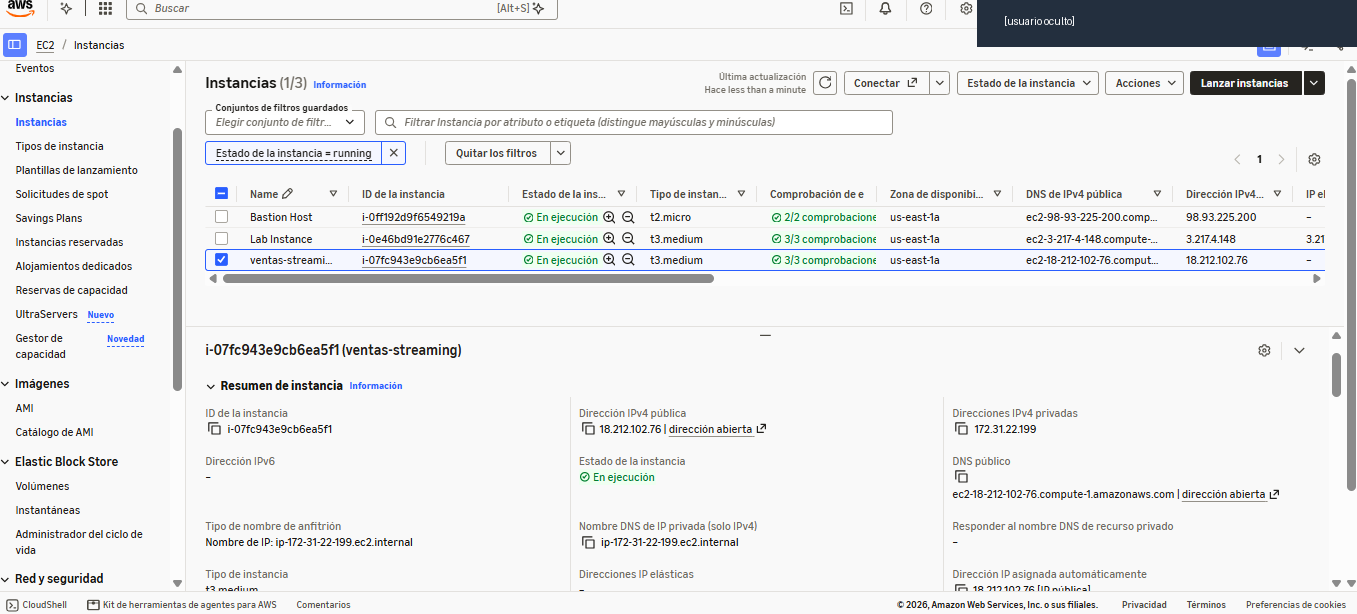 aws
Buscar
[Alt+S]
[usuario oculto]
EC2 / Instancias
Eventos
Instancias
Instancias
Tipos de instancia
Plantillas de lanzamiento
Solicitudes de spot
Savings Plans
Instancias reservadas
Alojamientos dedicados
Reservas de capacidad
UltraServers Nuevo
Gestor de capacidad Novedad
Imágenes
AMI
Catálogo de AMI
Elastic Block Store
Volúmenes
Instantáneas
Administrador del ciclo de vida
Red y seguridad
Instancias (1/3) Información
Última actualización
Hace less than a minute
Conectar
Estado de la instancia
Acciones
Lanzar instancias
Conjuntos de filtros guardados
Elegir conjunto de filtr...
Filtrar Instancia por atributo o etiqueta (distingue mayúsculas y minúsculas)
Estado de la instancia = running
Quitar los filtros
1
Name ID de la instancia Estado de la ins... Tipo de instan... Comprobación de e Zona de disponibi... DNS de IPv4 pública Dirección IPv4... IP el
Bastion Host i-0ff192d9f6549219a En ejecución t2.micro 2/2 comprobacione us-east-1a ec2-98-93-225-200.comp... 98.93.225.200 –
Lab Instance i-0e46bd91e2776c467 En ejecución t3.medium 3/3 comprobacione us-east-1a ec2-3-217-4-148.compute-... 3.217.4.148 3.21
ventas-streami... i-07fc943e9cb6ea5f1 En ejecución t3.medium 3/3 comprobacione us-east-1a ec2-18-212-102-76.comput... 18.212.102.76 –
i-07fc943e9cb6ea5f1 (ventas-streaming)
Resumen de instancia Información
ID de la instancia
i-07fc943e9cb6ea5f1
Dirección IPv4 pública
18.212.102.76 | dirección abierta
Direcciones IPv4 privadas
172.31.22.199
Dirección IPv6
–
Estado de la instancia
En ejecución
DNS público
ec2-18-212-102-76.compute-1.amazonaws.com | dirección abierta
Tipo de nombre de anfitrión
Nombre de IP: ip-172-31-22-199.ec2.internal
Nombre DNS de IP privada (solo IPv4)
ip-172-31-22-199.ec2.internal
Responder al nombre DNS de recurso privado
–
Tipo de instancia
t3.medium
Direcciones IP elásticas
–
Dirección IP asignada automáticamente
18.212.102.76 [IP pública]
CloudShell
Kit de herramientas de agentes para AWS
Comentarios
© 2026, Amazon Web Services, Inc. o sus filiales.
Privacidad
Términos
Preferencias de cookies